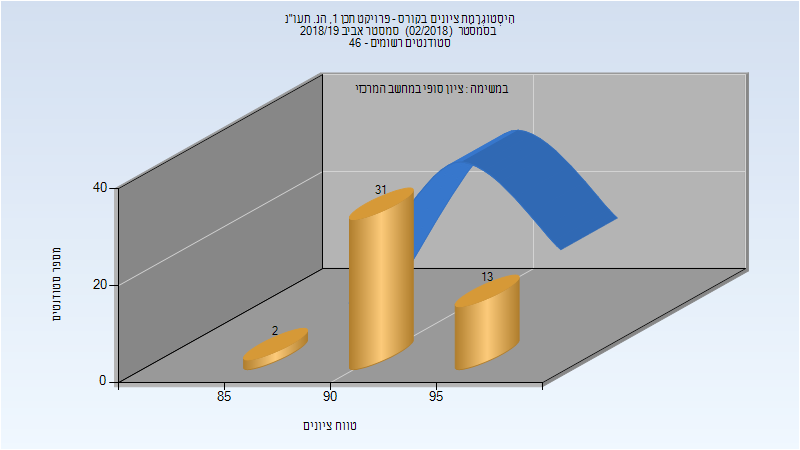 היסטוגרמת ציונים בקורס - פרויקט תכן 1, הנ. תעו"נ
בסמסטר (02/2018) סמסטר אביב 2018/19
סטודנטים רשומים - 46
במשימה : ציון סופי במחשב המרכזי
31
40
13
20
2
0
85
90
95
מספר סטודנטים
טווח ציונים